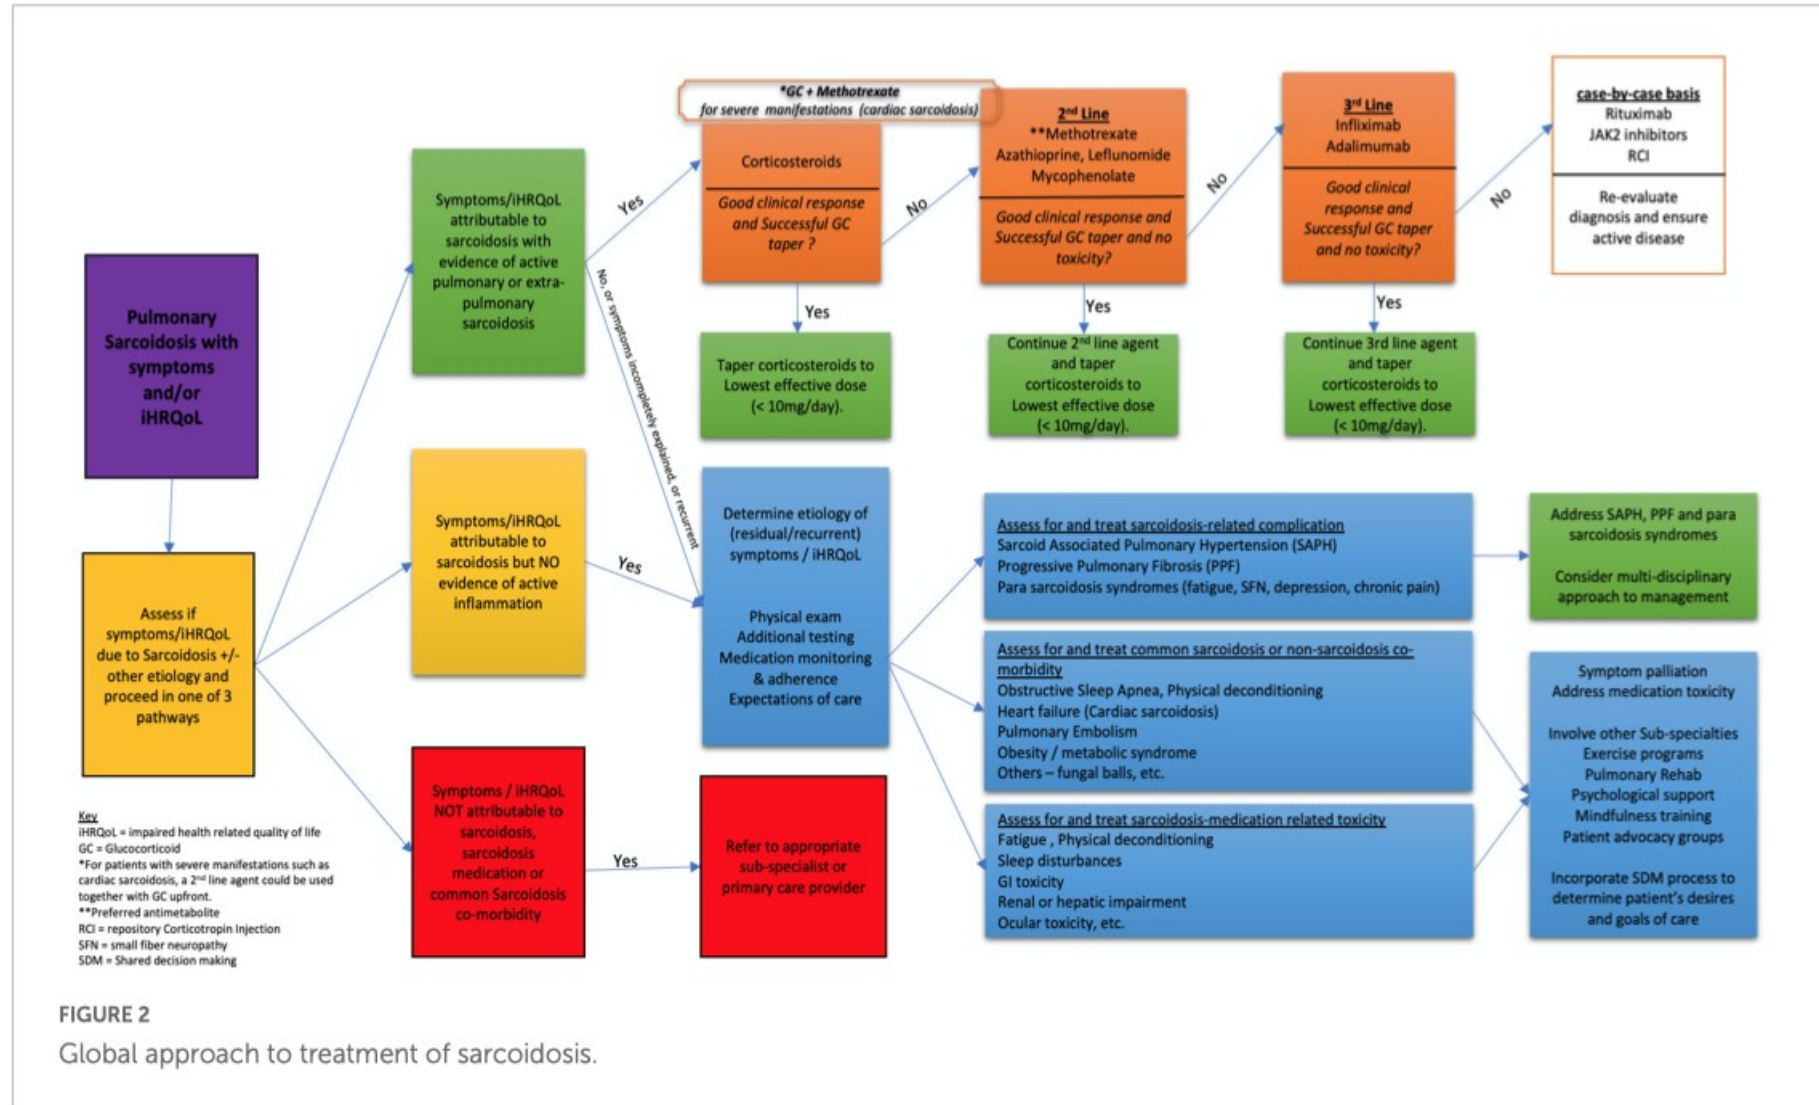 *GC + Methotrexate
for severe manifestations (cardiac sarcoidosis)
Pulmonary
Sarcoidosis with
symptoms
and/or
iHRQoL
Assess if
symptoms/iHRQoL
due to Sarcoidosis +/-
other etiology and
proceed in one of 3
pathways
Symptoms/iHRQoL
attributable to
sarcoidosis with
evidence of active
pulmonary or extra-
pulmonary
sarcoidosis
Yes
No, or symptoms incompletely explained, or recurrent
Corticosteroids
Good clinical response
and Successful GC
taper ?
No
Yes
Taper corticosteroids to
Lowest effective dose
(< 10mg/day).
2nd Line
**Methotrexate
Azathioprine, Leflunomide
Mycophenolate
Good clinical response and
Successful GC taper and no
toxicity?
No
Yes
Continue 2nd line agent
and taper
corticosteroids to
Lowest effective dose
(< 10mg/day).
3rd Line
Infliximab
Adalimumab
Good clinical
response and
Successful GC taper
and no toxicity?
No
Yes
Continue 3rd line agent
and taper
corticosteroids to
Lowest effective dose
(< 10mg/day).
case-by-case basis
Rituximab
JAK2 inhibitors
RCI
Re-evaluate
diagnosis and ensure
active disease
Symptoms/iHRQoL
attributable to
sarcoidosis but NO
evidence of active
inflammation
Yes
Determine etiology of
(residual/recurrent)
symptoms / iHRQoL
Physical exam
Additional testing
Medication monitoring
& adherence
Expectations of care
Assess for and treat sarcoidosis-related complication
Sarcoid Associated Pulmonary Hypertension (SAPH)
Progressive Pulmonary Fibrosis (PPF)
Para sarcoidosis syndromes (fatigue, SFN, depression, chronic pain)
Address SAPH, PPF and para
sarcoidosis syndromes
Consider multi-disciplinary
approach to management
Assess for and treat common sarcoidosis or non-sarcoidosis co-
morbidity
Obstructive Sleep Apnea, Physical deconditioning
Heart failure (Cardiac sarcoidosis)
Pulmonary Embolism
Obesity / metabolic syndrome
Others – fungal balls, etc.
Assess for and treat sarcoidosis-medication related toxicity
Fatigue , Physical deconditioning
Sleep disturbances
GI toxicity
Renal or hepatic impairment
Ocular toxicity, etc.
Symptom palliation
Address medication toxicity
Involve other Sub-specialties
Exercise programs
Pulmonary Rehab
Psychological support
Mindfulness training
Patient advocacy groups
Incorporate SDM process to
determine patient's desires
and goals of care
Symptoms / iHRQoL
NOT attributable to
sarcoidosis,
sarcoidosis
medication or
common Sarcoidosis
co-morbidity
Yes
Refer to appropriate
sub-specialist or
primary care provider
Key
iHRQoL = impaired health related quality of life
GC = Glucocorticoid
*For patients with severe manifestations such as
cardiac sarcoidosis, a 2nd line agent could be used
together with GC upfront.
**Preferred antimetabolite
RCI = repository Corticotropin Injection
SFN = small fiber neuropathy
SDM = Shared decision making
FIGURE 2
Global approach to treatment of sarcoidosis.